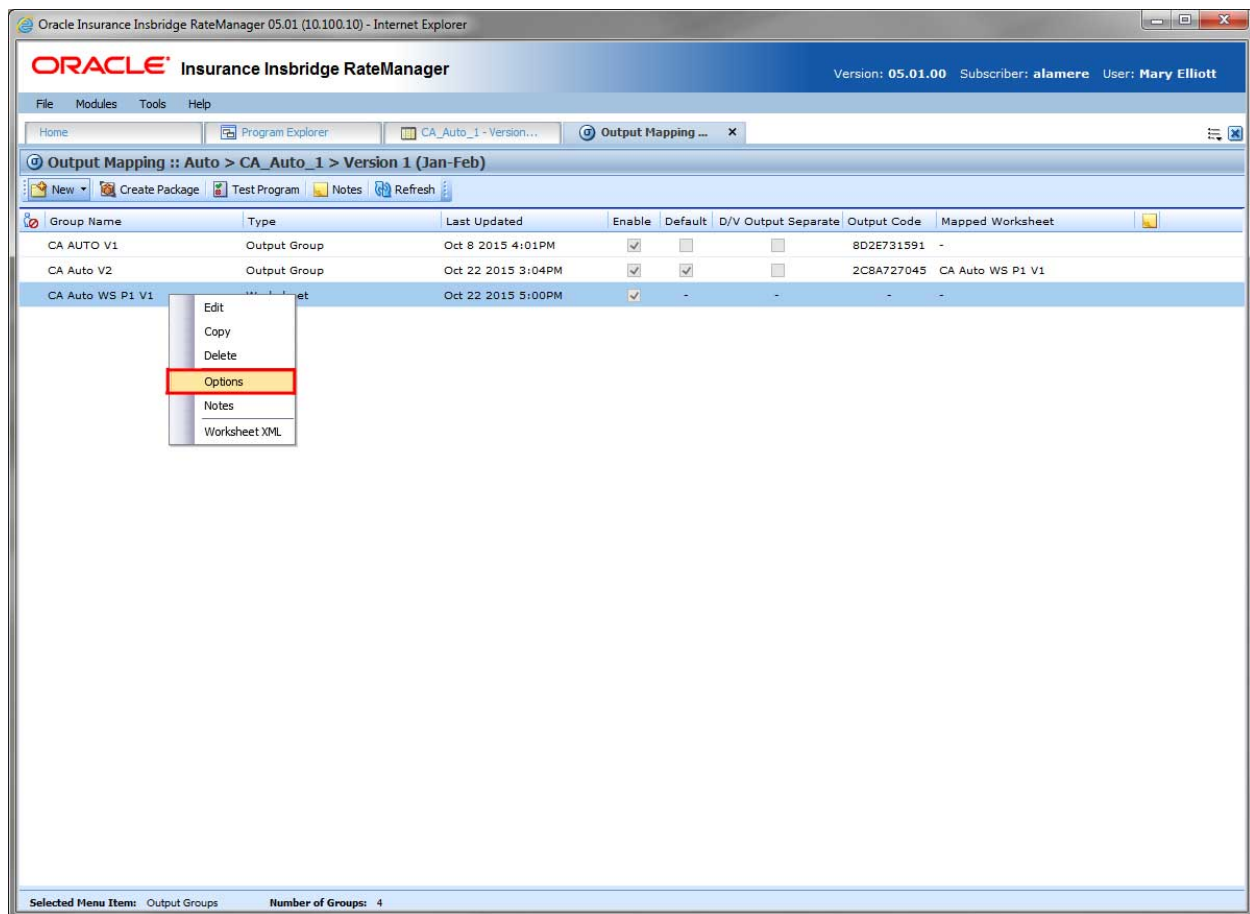 Oracle Insurance Insbridge RateManager 05.01 (10.100.10) - Internet Explorer
ORACLE Insurance Insbridge RateManager
Version: 05.01.00 Subscriber: alamere User: Mary Elliott
File Modules Tools Help
Home Program Explorer CA_Auto_1 - Version... Output Mapping ...
Output Mapping :: Auto > CA_Auto_1 > Version 1 (Jan-Feb)
New Create Package Test Program Notes Refresh
Group Name Type Last Updated Enable Default D/V Output Separate Output Code Mapped Worksheet
CA AUTO V1 Output Group Oct 8 2015 4:01PM 8D2E731591 -
CA Auto V2 Output Group Oct 22 2015 3:04PM 2C8A727045 CA Auto WS P1 V1
CA Auto WS P1 V1 Oct 22 2015 5:00PM - - - -
Edit
Copy
Delete
Options
Notes
Worksheet XML
Selected Menu Item: Output Groups Number of Groups: 4